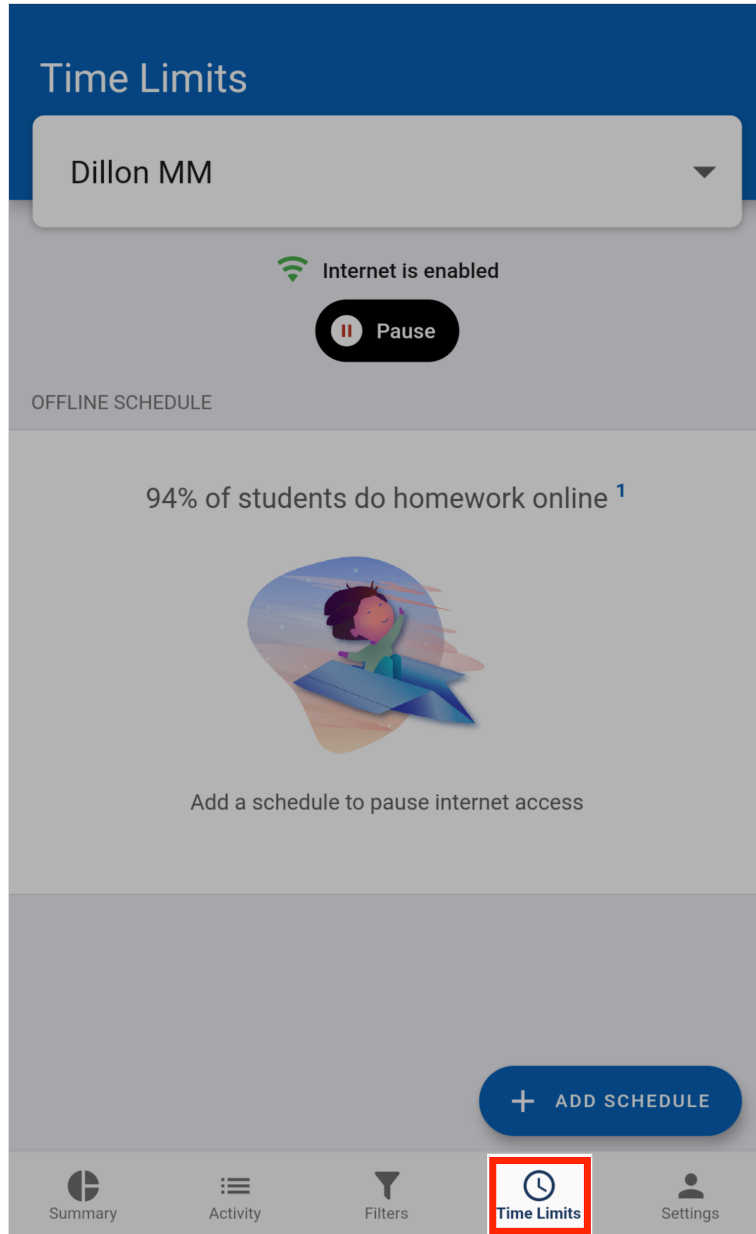 Time Limits
Dillon MM
Internet is enabled
Pause
OFFLINE SCHEDULE
94% of students do homework online 1
Add a schedule to pause internet access
ADD SCHEDULE
Summary Activity Filters Time Limits Settings